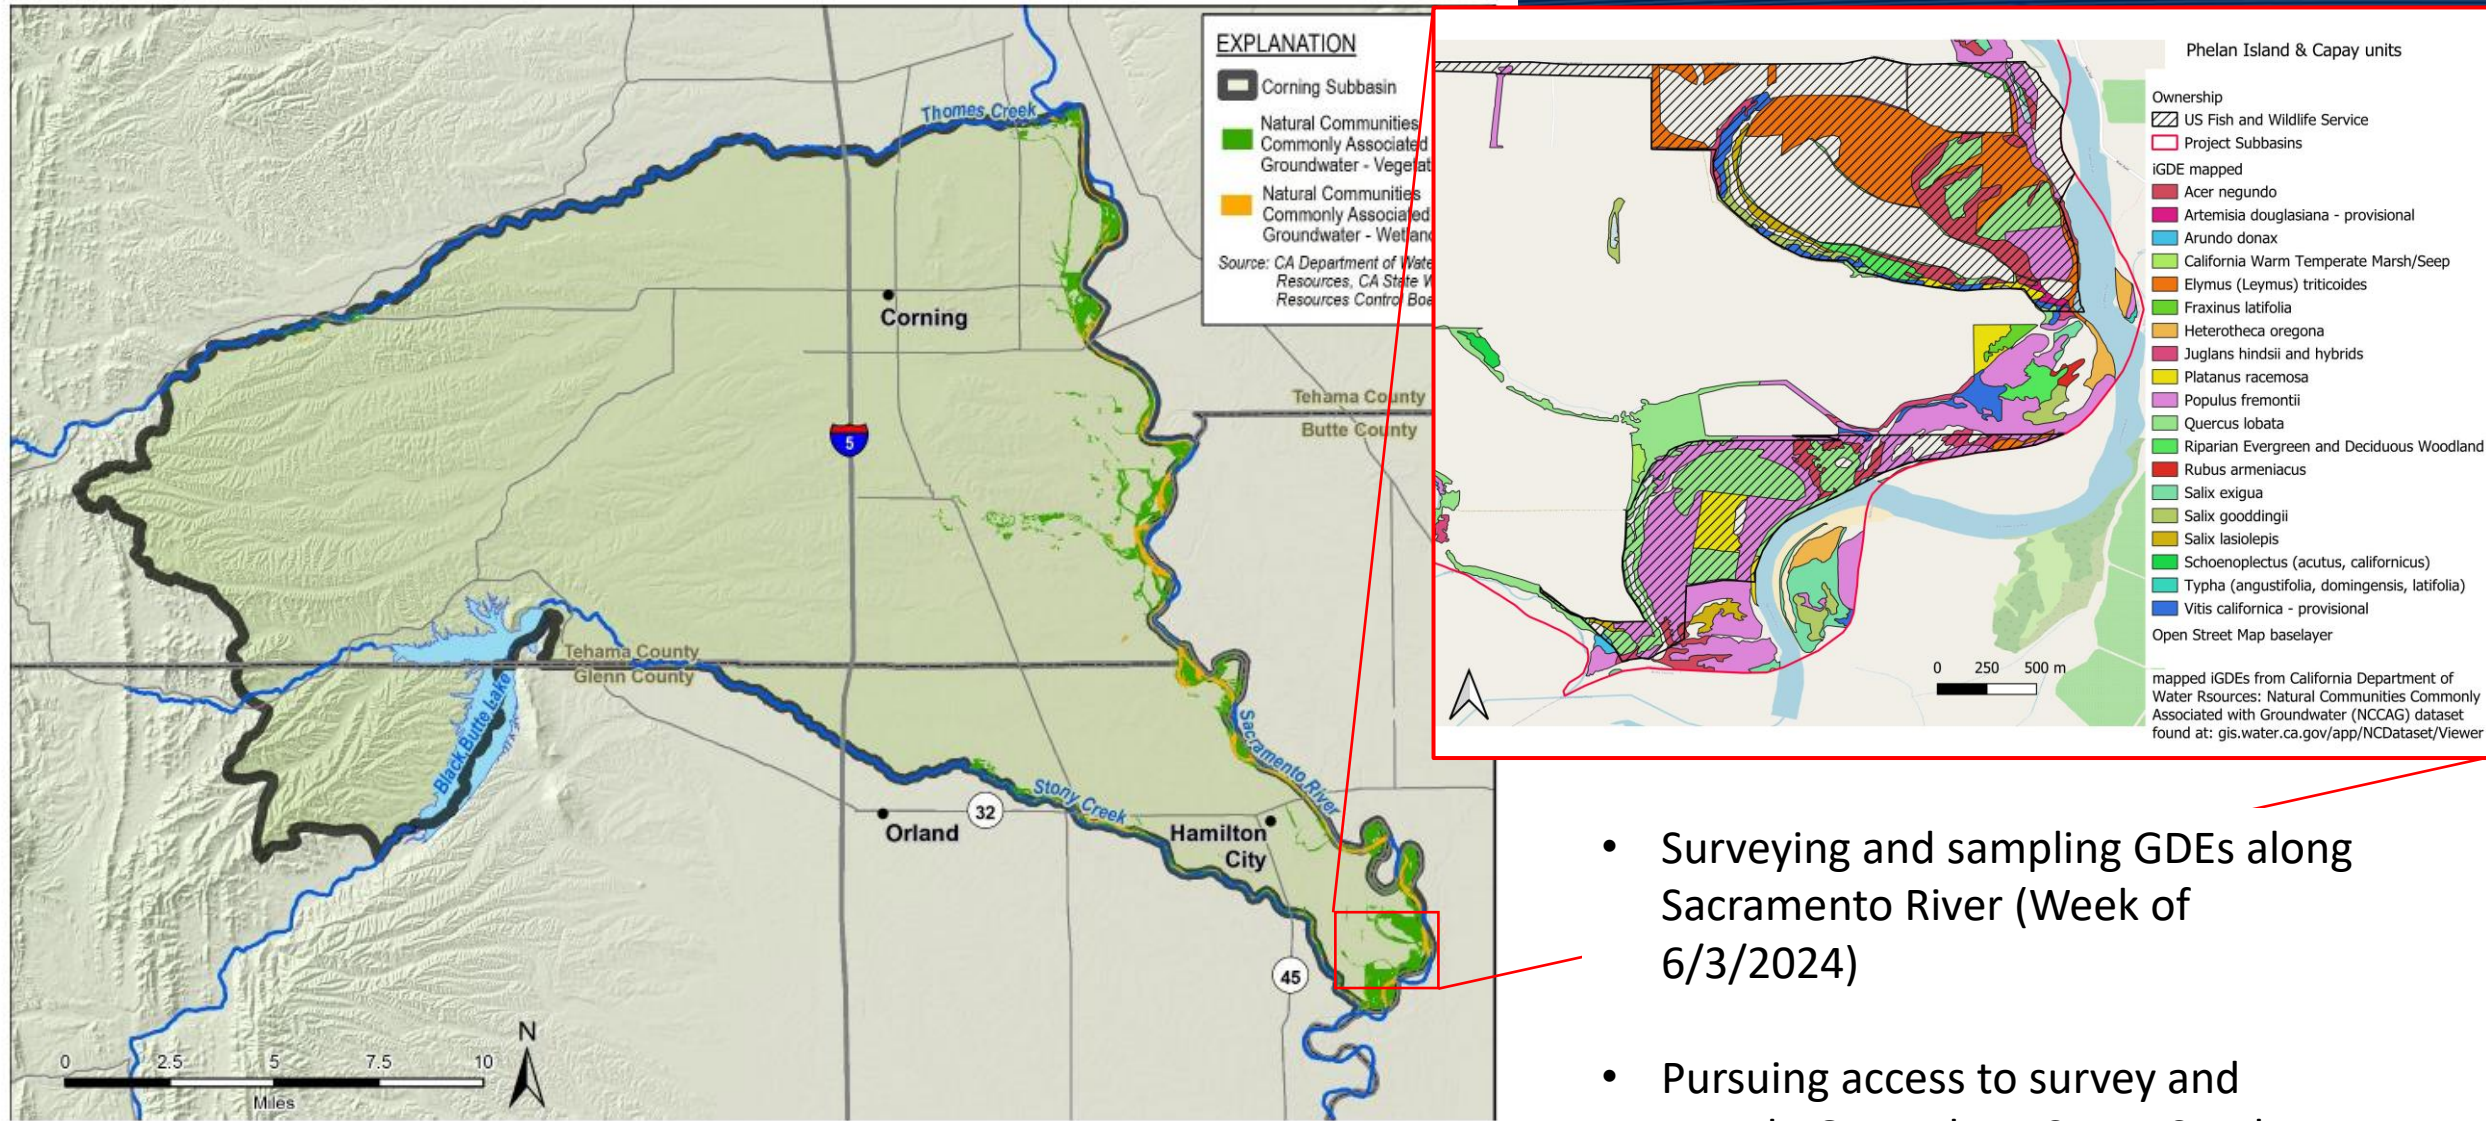 EXPLANATION
Corning Subbasin
Natural Communities
Commonly Associated
Groundwater - Vegetat
Natural Communities
Commonly Associated
Groundwater - Wetland
Source: CA Department of Wate
Resources, CA State W
Resources Control Boa
Thomes Creek
Corning
5
Tehama County
Butte County
Tehama County
Glenn County
Black Butte Lake
Sacramento River
Stony Creek
32
Orland
Hamilton
City
45
N
0 2.5 5 7.5 10
Miles
Phelan Island & Capay units
Ownership
US Fish and Wildlife Service
Project Subbasins
iGDE mapped
Acer negundo
Artemisia douglasiana - provisional
Arundo donax
California Warm Temperate Marsh/Seep
Elymus (Leymus) triticoides
Fraxinus latifolia
Heterotheca oregona
Juglans hindsii and hybrids
Platanus racemosa
Populus fremontii
Quercus lobata
Riparian Evergreen and Deciduous Woodland
Rubus armeniacus
Salix exigua
Salix gooddingii
Salix lasiolepis
Schoenoplectus (acutus, californicus)
Typha (angustifolia, domingensis, latifolia)
Vitis californica - provisional
Open Street Map baselayer
0 250 500 m
mapped iGDEs from California Department of
Water Rsources: Natural Communities Commonly
Associated with Groundwater (NCCAG) dataset
found at: gis.water.ca.gov/app/NCDataset/Viewer
• Surveying and sampling GDEs along
Sacramento River (Week of
6/3/2024)
• Pursuing access to survey and